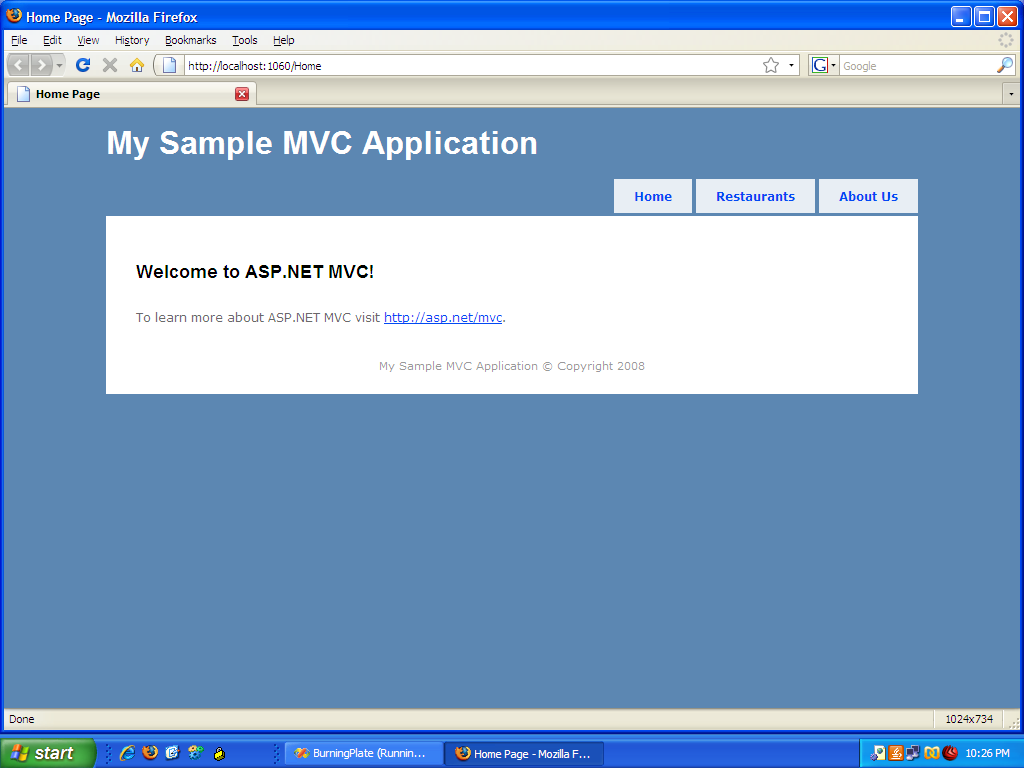 Home Page - Mozilla Firefox
File Edit View History Bookmarks Tools Help
http://localhost:1060/Home
G Google
Home Page
My Sample MVC Application
Home Restaurants About Us
Welcome to ASP.NET MVC!
To learn more about ASP.NET MVC visit http://asp.net/mvc.
My Sample MVC Application © Copyright 2008
Done 1024x734
start BurningPlate (Runnin... Home Page - Mozilla F... 10:26 PM